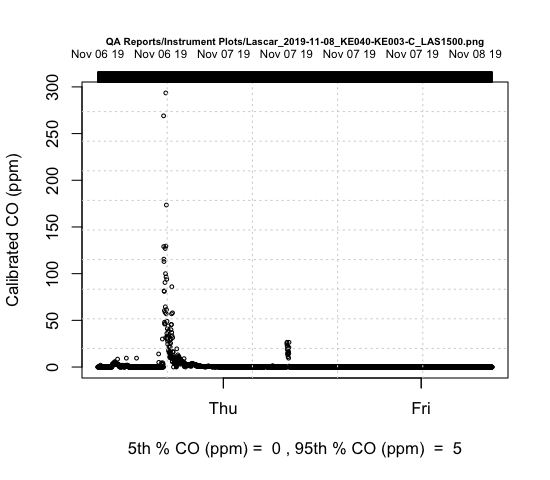 QA Reports/Instrument Plots/Lascar_2019-11-08_KE040-KE003-C_LAS1500.png
Nov 06 19 Nov 06 19 Nov 07 19 Nov 07 19 Nov 07 19 Nov 07 19 Nov 08 19
300
250
200
150
100
50
0
Calibrated CO (ppm)
Thu Fri
5th % CO (ppm) = 0 , 95th % CO (ppm) = 5